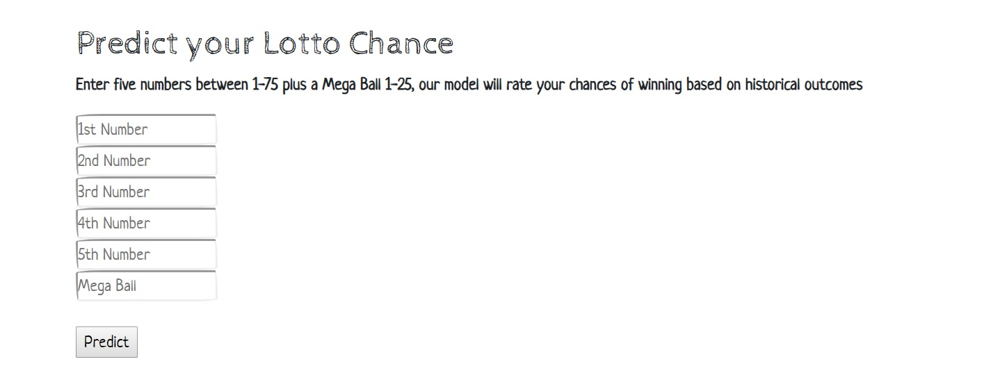 Predict your Lotto Chance
Enter five numbers between 1-75 plus a Mega Ball 1-25, our model will rate your chances of winning based on historical outcomes
1st Number
2nd Number
3rd Number
4th Number
5th Number
Mega Ball
Predict